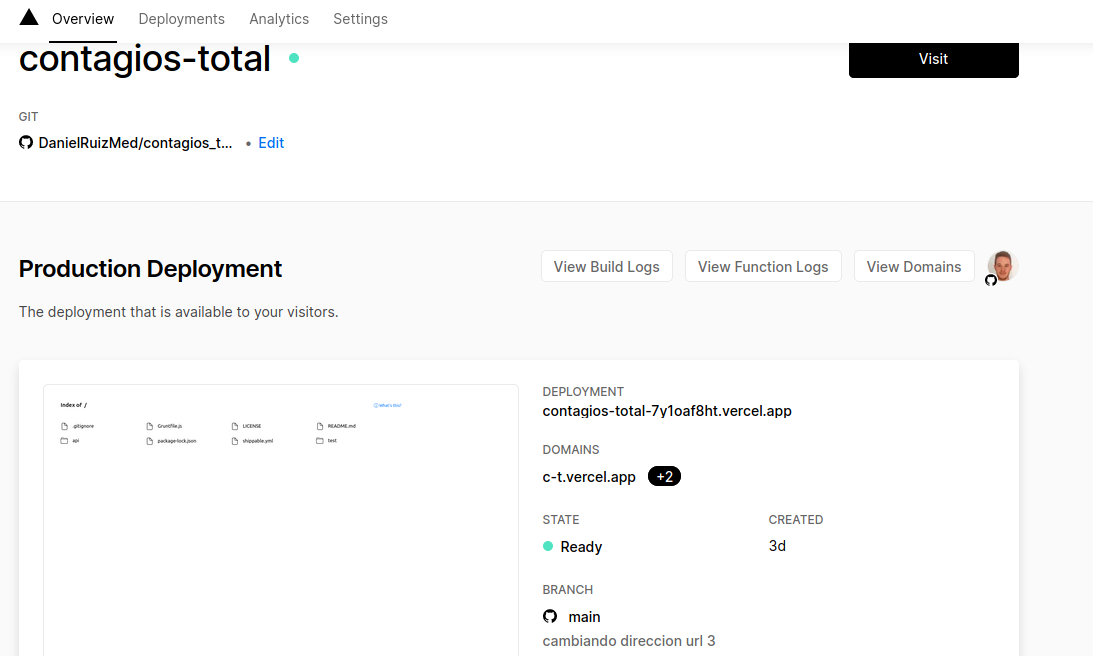 Overview Deployments Analytics Settings
contagios-total
Visit
GIT
DanielRuizMed/contagios_t... • Edit
Production Deployment
View Build Logs View Function Logs View Domains
The deployment that is available to your visitors.
Index of /
What's this?
.gitignore Gruntfile.js LICENSE README.md
api package-lock.json shippable.yml test
DEPLOYMENT
contagios-total-7y1oaf8ht.vercel.app
DOMAINS
c-t.vercel.app +2
STATE CREATED
Ready 3d
BRANCH
main
cambiando direccion url 3